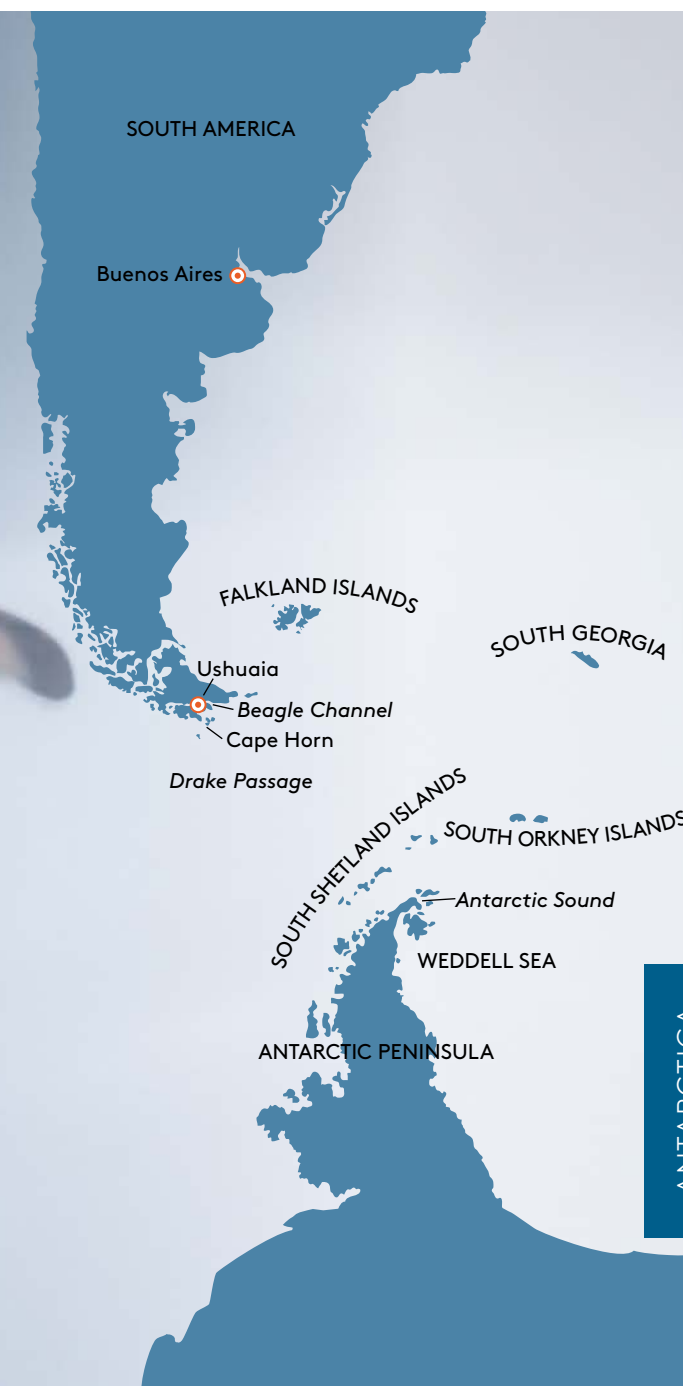 SOUTH AMERICA
Buenos Aires
FALKLAND ISLANDS
SOUTH GEORGIA
Ushuaia
Beagle Channel
Cape Horn
Drake Passage
SOUTH SHETLAND ISLANDS
SOUTH ORKNEY ISLANDS
Antarctic Sound
WEDDELL SEA
ANTARCTIC PENINSULA
ANTARCTICA